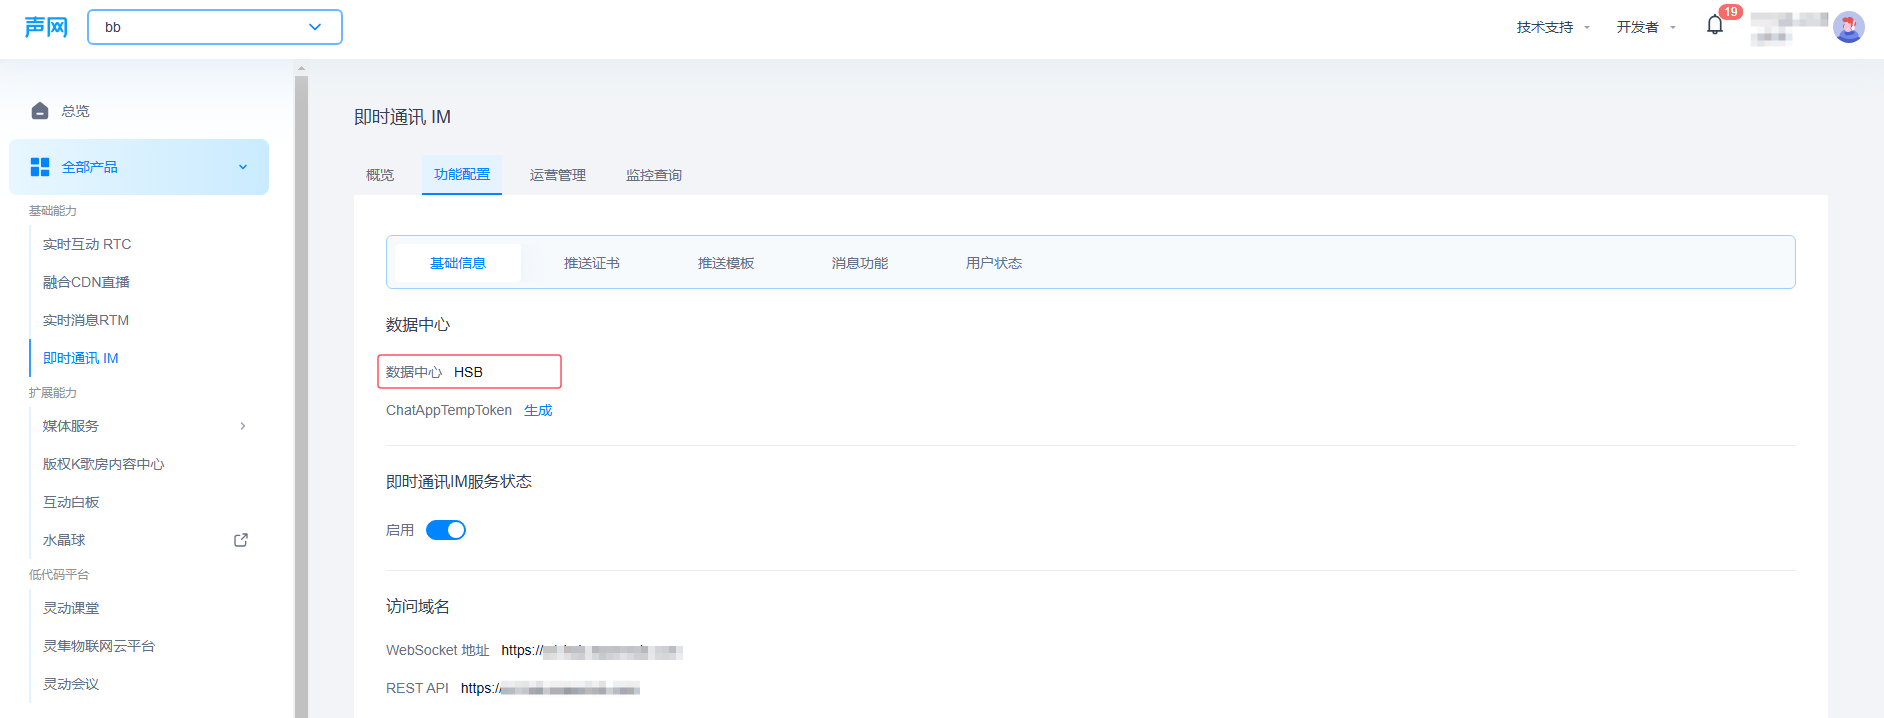 声网
bb
技术支持
开发者
19
总览
全部产品
基础能力
实时互动 RTC
融合CDN直播
实时消息RTM
即时通讯 IM
扩展能力
媒体服务
版权K歌房内容中心
互动白板
水晶球
低代码平台
灵动课堂
灵隼物联网云平台
灵动会议
即时通讯 IM
概览 功能配置 运营管理 监控查询
基础信息 推送证书 推送模板 消息功能 用户状态
数据中心
数据中心 HSB
ChatAppTempToken 生成
即时通讯IM服务状态
启用
访问域名
WebSocket 地址 https://
REST API https:/